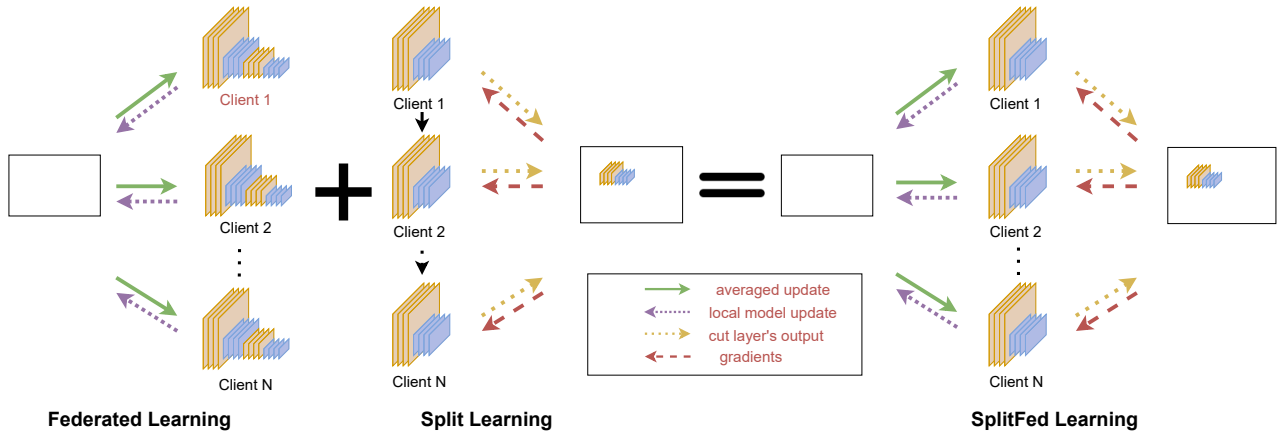 Client 1
Client 1
Client 1
Client 2
Client 2
Client 2
averaged update
local model update
cut layer's output
gradients
Client N
Client N
Client N
Federated Learning
Split Learning
SplitFed Learning